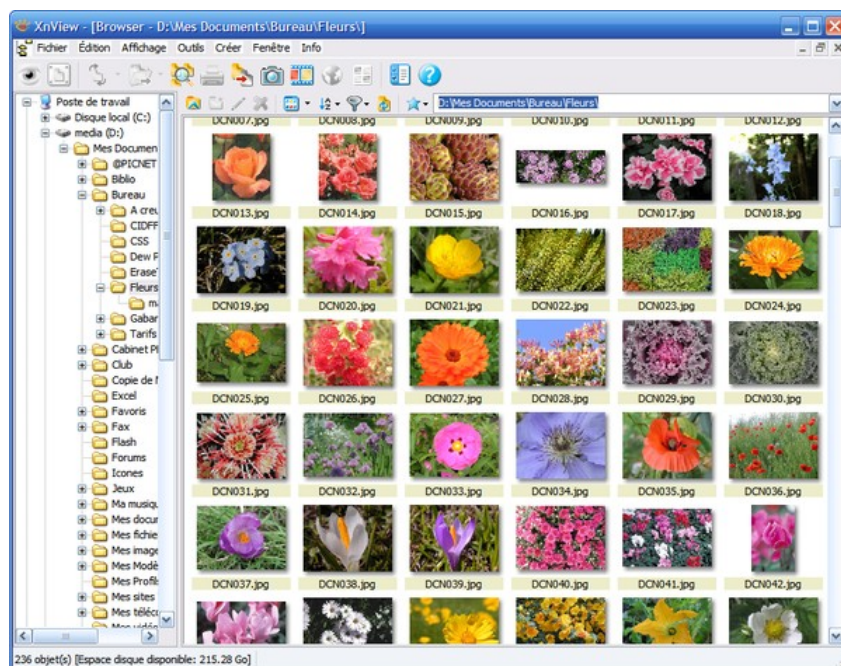 XnView - [Browser - D:\Mes Documents\Bureau\Fleurs\]
Fichier Édition Affichage Outils Créer Fenêtre Info
D:\Mes Documents\Bureau\Fleurs\
Poste de travail
Disque local (C:)
media (D:)
Mes Documen
@PICNET
Biblio
Bureau
A creu
CIDFF
CSS
Dew P
Erase
Fleurs
Gabar
Tarifs
Cabinet
Club
Copie de
Excel
Favoris
Fax
Flash
Forums
Icones
Jeux
Ma musiq
Mes docum
Mes fichie
Mes image
Mes Modè
Mes Profils
Mes sites
Mes téléc
DCN007.jpg DCN008.jpg DCN009.jpg DCN010.jpg DCN011.jpg DCN012.jpg
DCN013.jpg DCN014.jpg DCN015.jpg DCN016.jpg DCN017.jpg DCN018.jpg
DCN019.jpg DCN020.jpg DCN021.jpg DCN022.jpg DCN023.jpg DCN024.jpg
DCN025.jpg DCN026.jpg DCN027.jpg DCN028.jpg DCN029.jpg DCN030.jpg
DCN031.jpg DCN032.jpg DCN033.jpg DCN034.jpg DCN035.jpg DCN036.jpg
DCN037.jpg DCN038.jpg DCN039.jpg DCN040.jpg DCN041.jpg DCN042.jpg
236 objet(s) [Espace disque disponible: 215.28 Go]